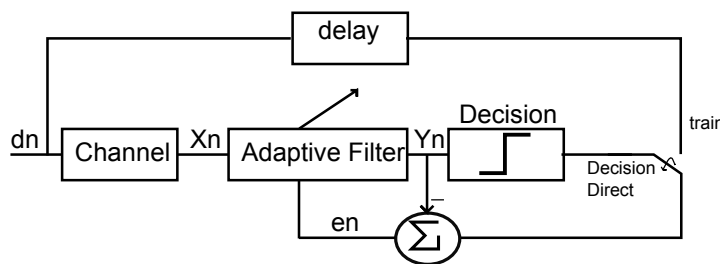 delay
dn
Channel
Xn
Adaptive Filter
Yn
Decision
train
Decision
Direct
en
−
Σ